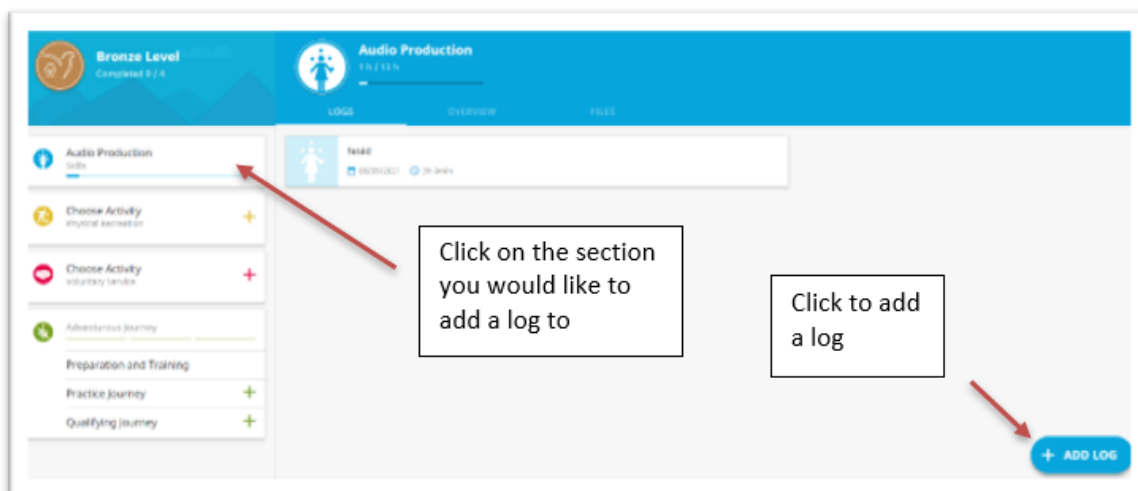 Bronze Level
Completed 0 / 4
Audio Production
1 h / 13 h
LOGS OVERVIEW FILES
Audio Production
Skills
Choose Activity
Physical Recreation
Choose Activity
Voluntary Service
Adventurous Journey
Preparation and Training
Practice Journey
Qualifying Journey
Click on the section
you would like to
add a log to
Click to add
a log
+ ADD LOG